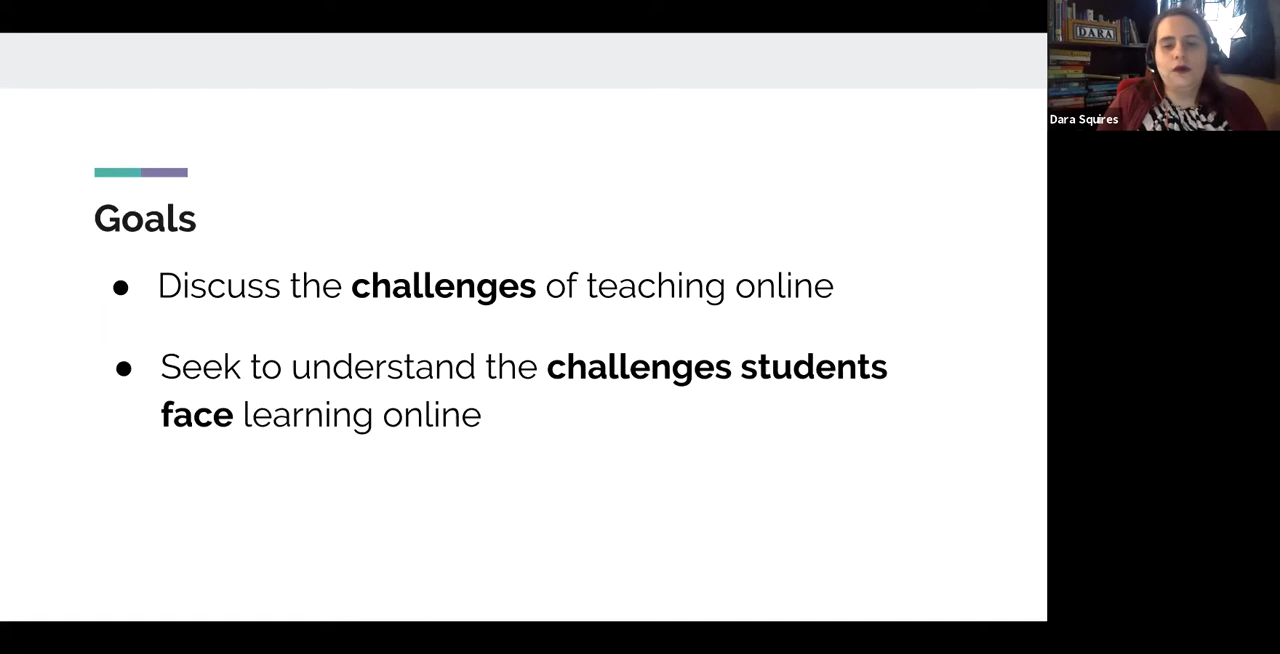 Goals
● Discuss the challenges of teaching online
● Seek to understand the challenges students
face learning online
DARA
Dara Squires